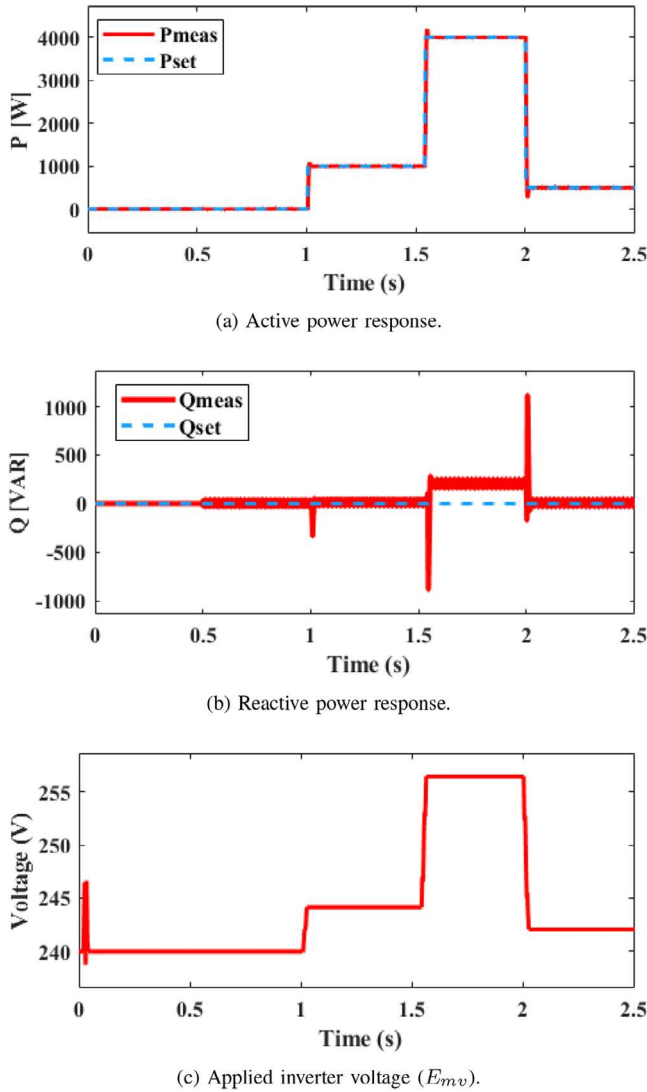 Pmeas
Pset
P [W]
4000
3000
2000
1000
0
0 0.5 1 1.5 2 2.5
Time (s)
(a) Active power response.
Qmeas
Qset
Q [VAR]
1000
500
0
-500
-1000
0 0.5 1 1.5 2 2.5
Time (s)
(b) Reactive power response.
Voltage (V)
255
250
245
240
0 0.5 1 1.5 2 2.5
Time (s)
(c) Applied inverter voltage (E_{mv}).